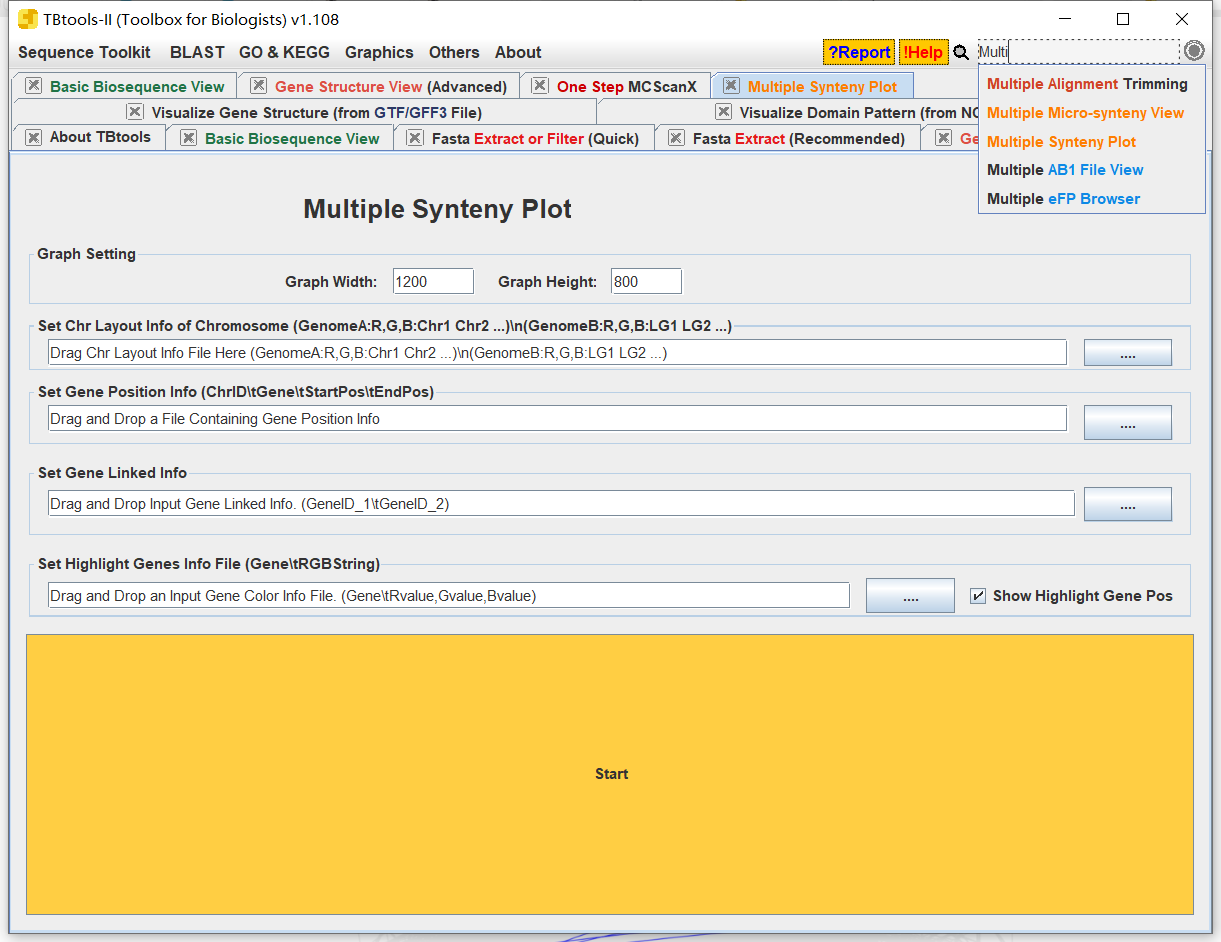 TBtools-II (Toolbox for Biologists) v1.108
Sequence Toolkit BLAST GO & KEGG Graphics Others About ?Report !Help Multi
Multiple Alignment Trimming
Multiple Micro-synteny View
Multiple Synteny Plot
Multiple AB1 File View
Multiple eFP Browser
Basic Biosequence View Gene Structure View (Advanced) One Step MCScanX Multiple Synteny Plot
Visualize Gene Structure (from GTF/GFF3 File) Visualize Domain Pattern (from NC
About TBtools Basic Biosequence View Fasta Extract or Filter (Quick) Fasta Extract (Recommended) Ge
Multiple Synteny Plot
Graph Setting
Graph Width: 1200 Graph Height: 800
Set Chr Layout Info of Chromosome (GenomeA:R,G,B:Chr1 Chr2 ...)\n(GenomeB:R,G,B:LG1 LG2 ...)
Drag Chr Layout Info File Here (GenomeA:R,G,B:Chr1 Chr2 ...)\n(GenomeB:R,G,B:LG1 LG2 ...) ....
Set Gene Position Info (ChrID\tGene\tStartPos\tEndPos)
Drag and Drop a File Containing Gene Position Info ....
Set Gene Linked Info
Drag and Drop Input Gene Linked Info. (GeneID_1\tGeneID_2) ....
Set Highlight Genes Info File (Gene\tRGBString)
Drag and Drop an Input Gene Color Info File. (Gene\tRvalue,Gvalue,Bvalue) .... Show Highlight Gene Pos
Start